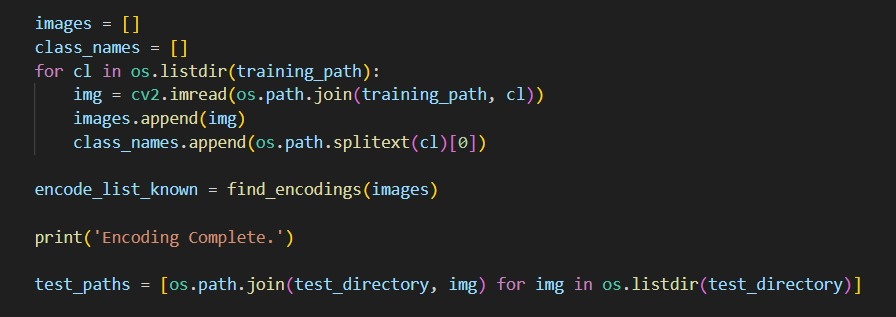 images = []
class_names = []
for cl in os.listdir(training_path):
    img = cv2.imread(os.path.join(training_path, cl))
    images.append(img)
    class_names.append(os.path.splitext(cl)[0])
encode_list_known = find_encodings(images)
print('Encoding Complete.')
test_paths = [os.path.join(test_directory, img) for img in os.listdir(test_directory)]